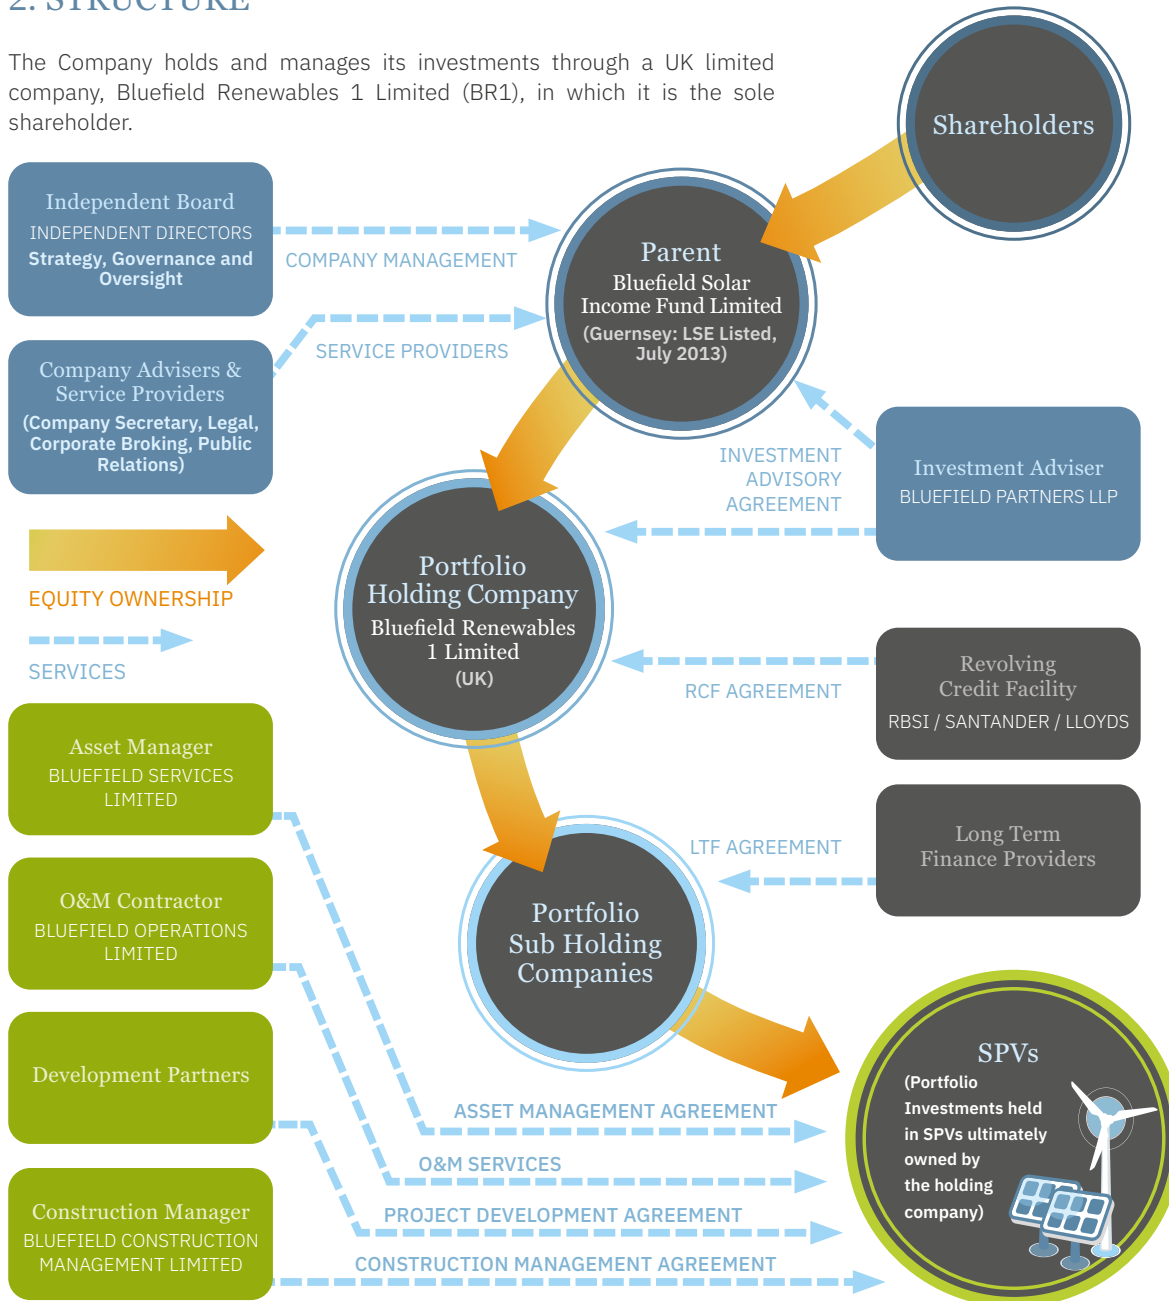 2. STRUCTURE
The Company holds and manages its investments through a UK limited
company, Bluefield Renewables 1 Limited (BR1), in which it is the sole
shareholder.
Shareholders
Independent Board
INDEPENDENT DIRECTORS
Strategy, Governance and
Oversight
COMPANY MANAGEMENT
Parent
Bluefield Solar
Income Fund Limited
(Guernsey: LSE Listed,
July 2013)
Company Advisers &
Service Providers
(Company Secretary, Legal,
Corporate Broking, Public
Relations)
SERVICE PROVIDERS
INVESTMENT
ADVISORY
AGREEMENT
Investment Adviser
BLUEFIELD PARTNERS LLP
EQUITY OWNERSHIP
SERVICES
Portfolio
Holding Company
Bluefield Renewables
1 Limited
(UK)
RCF AGREEMENT
Revolving
Credit Facility
RBSI / SANTANDER / LLOYDS
Asset Manager
BLUEFIELD SERVICES
LIMITED
LTF AGREEMENT
Long Term
Finance Providers
O&M Contractor
BLUEFIELD OPERATIONS
LIMITED
Portfolio
Sub Holding
Companies
Development Partners
SPVs
(Portfolio
Investments held
in SPVs ultimately
owned by
the holding
company)
ASSET MANAGEMENT AGREEMENT
O&M SERVICES
PROJECT DEVELOPMENT AGREEMENT
Construction Manager
BLUEFIELD CONSTRUCTION
MANAGEMENT LIMITED
CONSTRUCTION MANAGEMENT AGREEMENT